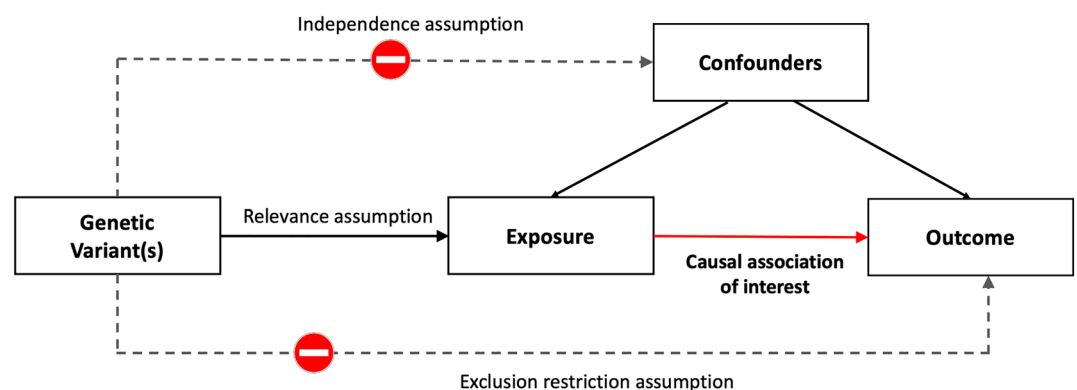 Independence assumption
Confounders
Genetic
Variant(s)
Relevance assumption
Exposure
Causal association
of interest
Outcome
Exclusion restriction assumption